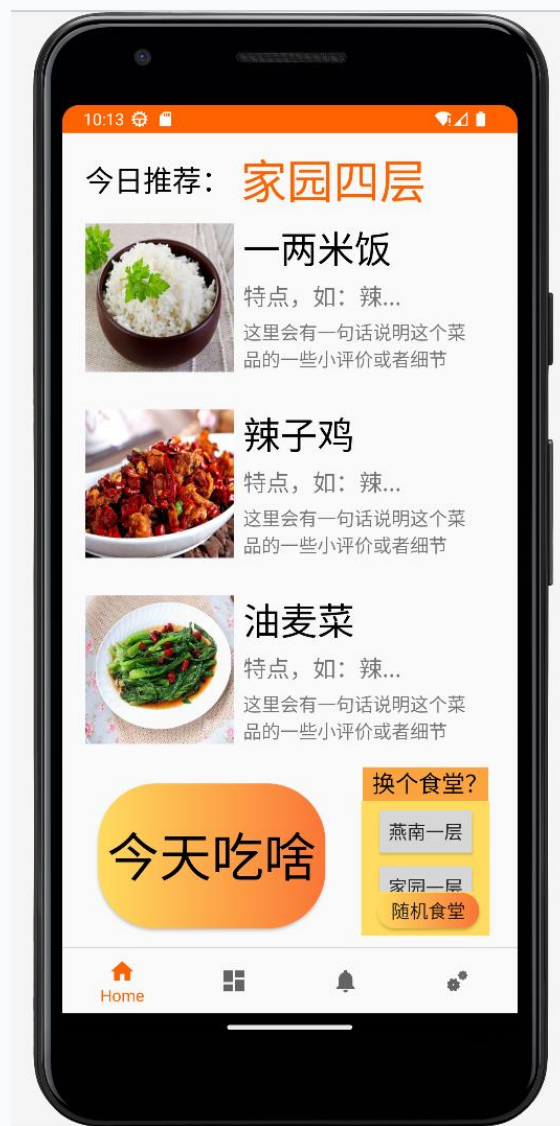 10:13
今日推荐： 家园四层
一两米饭
特点，如：辣...
这里会有一句话说明这个菜
品的一些小评价或者细节
辣子鸡
特点，如：辣...
这里会有一句话说明这个菜
品的一些小评价或者细节
油麦菜
特点，如：辣...
这里会有一句话说明这个菜
品的一些小评价或者细节
今天吃啥
换个食堂？
燕南一层
家园一层
随机食堂
Home